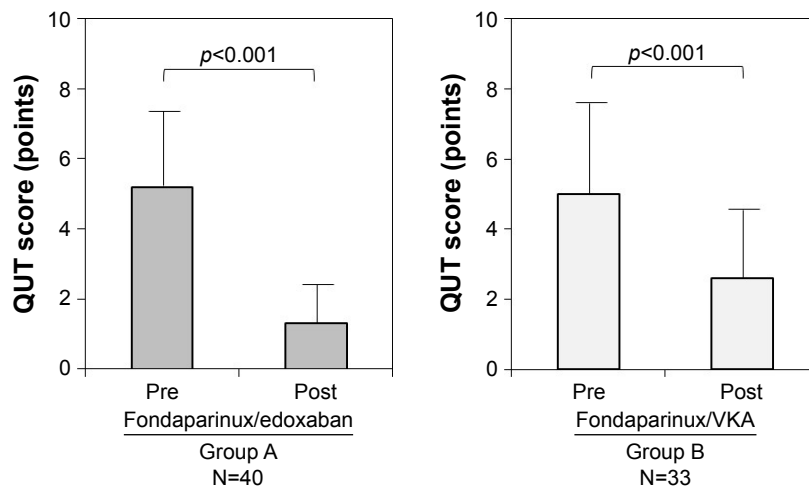 10
8
6
4
2
0
QUT score (points)
p<0.001
Pre
Post
Fondaparinux/edoxaban
Group A
N=40
10
8
6
4
2
0
QUT score (points)
p<0.001
Pre
Post
Fondaparinux/VKA
Group B
N=33